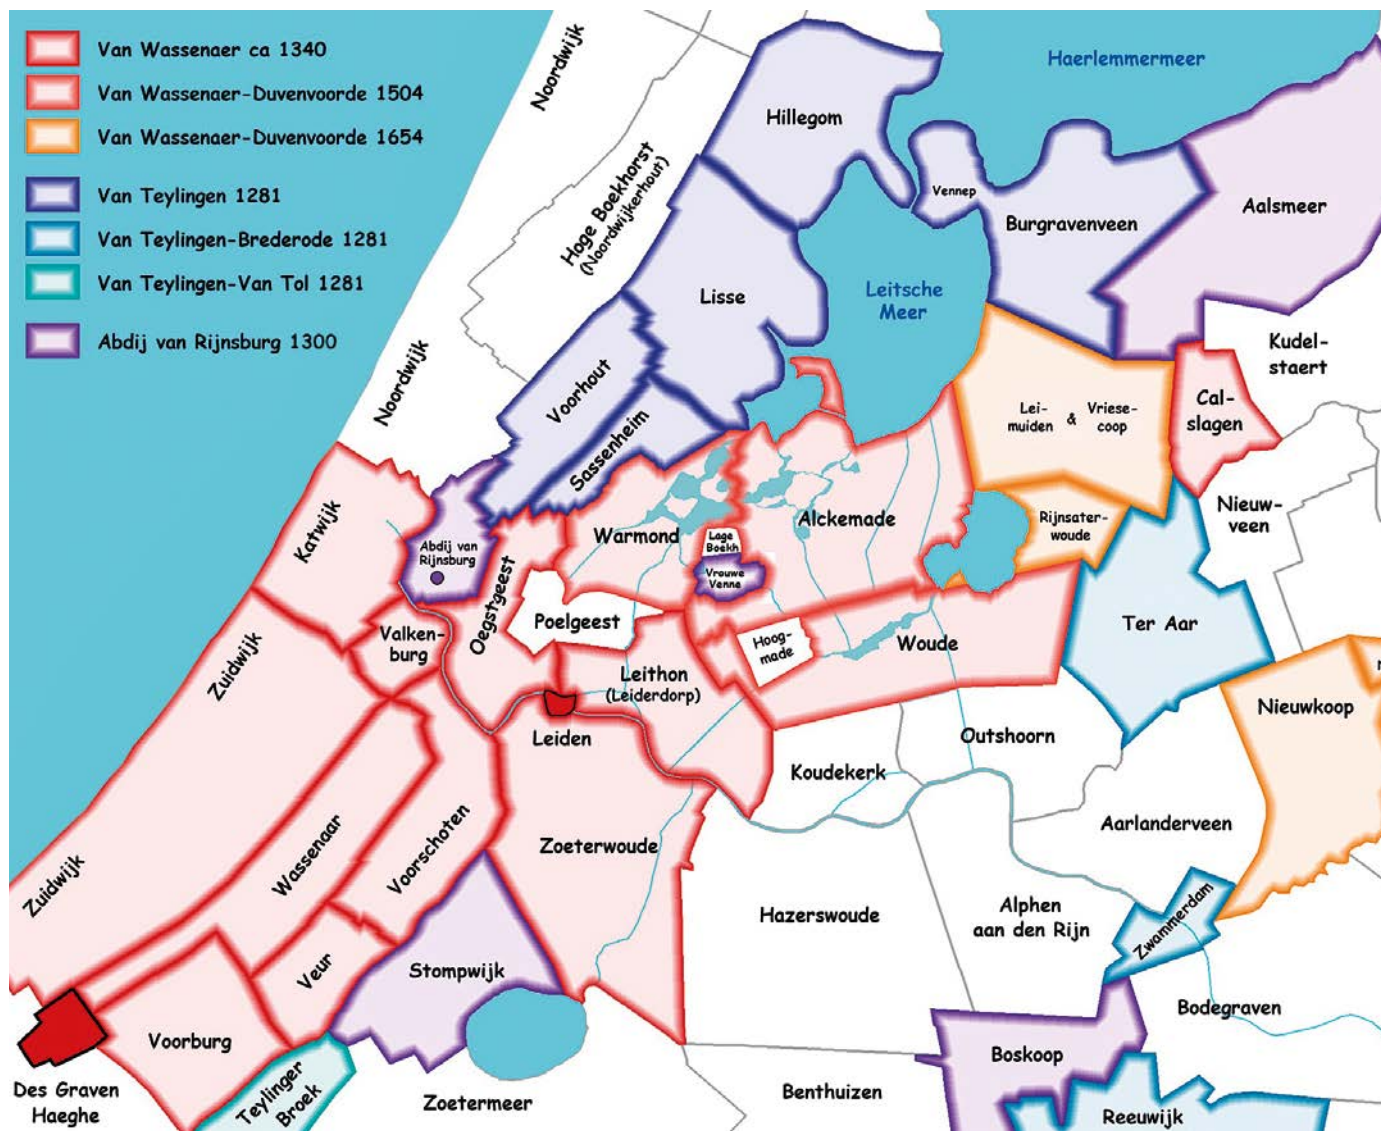 Van Wassenaer ca 1340
Van Wassenaer-Duvenvoorde 1504
Van Wassenaer-Duvenvoorde 1654
Van Teylingen 1281
Van Teylingen-Brederode 1281
Van Teylingen-Van Tol 1281
Abdij van Rijnsburg 1300
Noordwijk
Haerlemmermeer
Hillegom
Hoge Boekhorst
(Noordwijkerhout)
Vennep
Burgravenveen
Aalsmeer
Lisse
Leitsche
Meer
Kudel-
staert
Noordwijk
Voorhout
Sassenheim
Lei-
muiden
&
Vriese-
coop
Cal-
slagen
Nieuw-
veen
Katwijk
Abdij van
Rijnsburg
Oegstgeest
Warmond
Alckemade
Rijnsater-
woude
Lage
Boekh
Vrouwe
Venne
Poelgeest
Valken-
burg
Hoog-
made
Woude
Ter Aar
Zuidwijk
Leithon
(Leiderdorp)
Leiden
Nieuwkoop
Outshoorn
Koudekerk
Aarlanderveen
Zuidwijk
Wassenaar
Voorschoten
Zoeterwoude
Hazerswoude
Alphen
aan den Rijn
Zwammerdam
Veur
Stompwijk
Bodegraven
Voorburg
Boskoop
Des Graven
Haeghe
Teylinger
Broek
Zoetermeer
Benthuizen
Reeuwijk